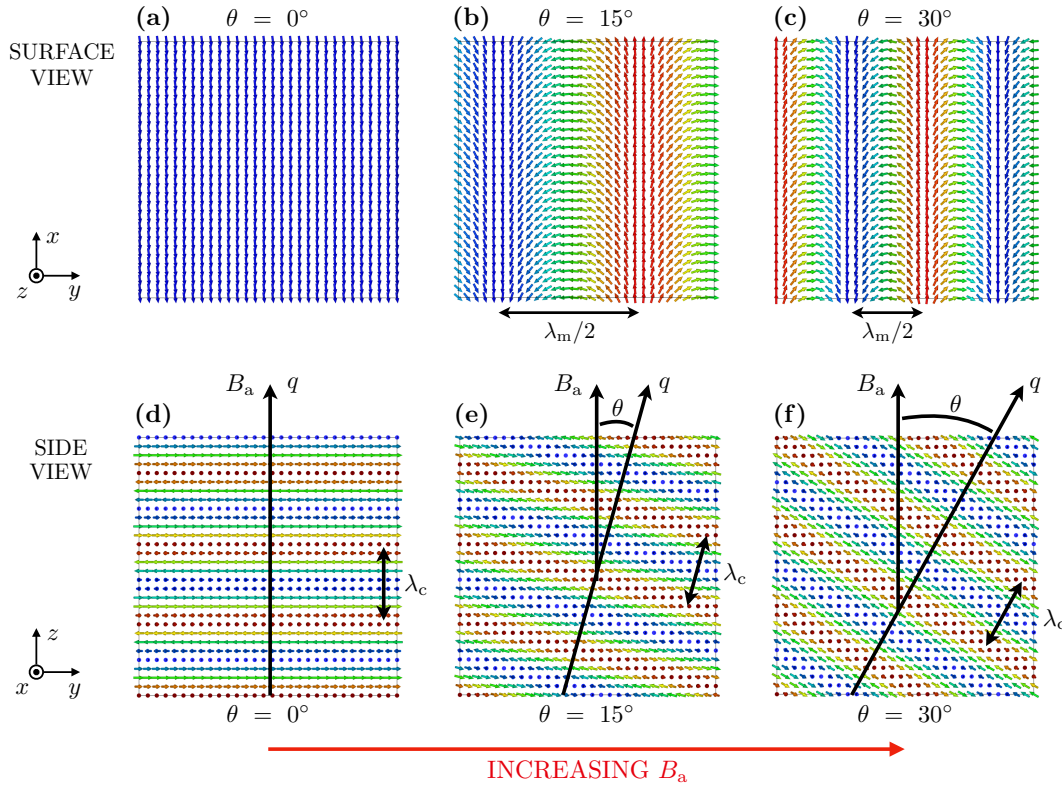 (a) θ = 0°
(b) θ = 15°
(c) θ = 30°
SURFACE
VIEW
x
z y
λm/2
λm/2
Ba q
Ba q
Ba q
(d)
(e) θ
(f) θ
SIDE
VIEW
λc
λc
λc
z
x y
θ = 0°
θ = 15°
θ = 30°
INCREASING Ba